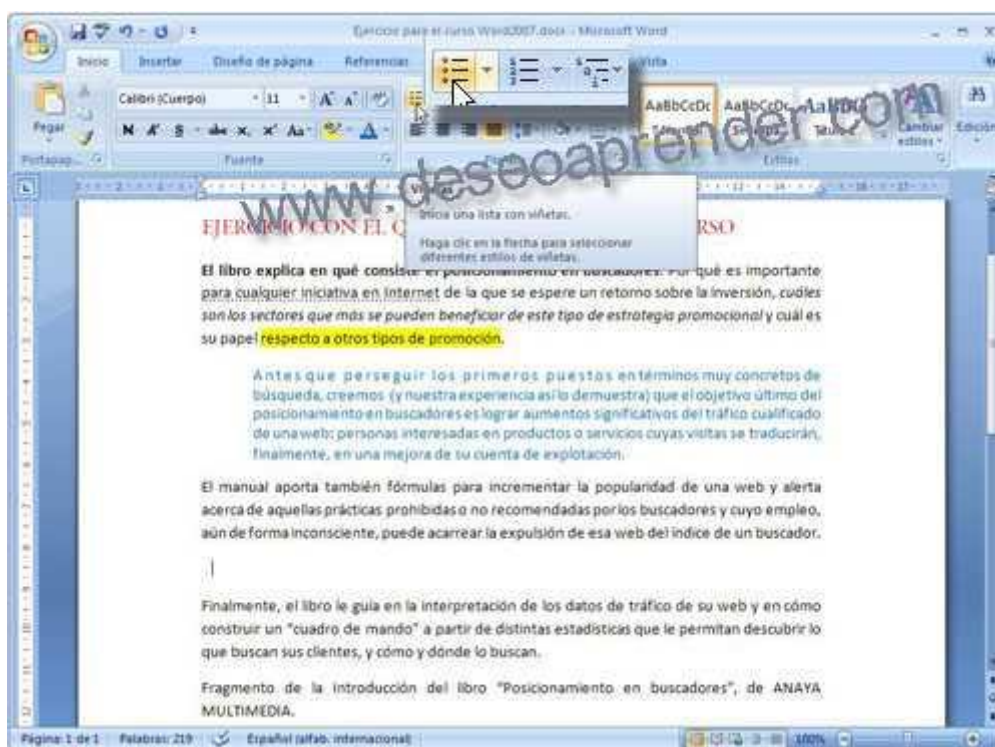 Ejercicio para el curso Word2007.docx - Microsoft Word
Inicio Insertar Diseño de página Referencias Vista
Pegar
Calibri (Cuerpo) 11
N K S abc x, x² Aa
AaBbCcDc AaBbCcDc AaBbCc
Cambiar estilos
Edición
Portapap... Fuente Estilos
www.deseoaprender.com
Viñetas
Inicia una lista con viñetas.
Haga clic en la flecha para seleccionar
diferentes estilos de viñetas.
EJERCICIO CON EL
El libro explica en qué consiste el posicionamiento en buscadores. Por qué es importante
para cualquier iniciativa en Internet de la que se espere un retorno sobre la inversión, cuáles
son los sectores que más se pueden beneficiar de este tipo de estrategia promocional y cuál es
su papel respecto a otros tipos de promoción.
Antes que perseguir los primeros puestos en términos muy concretos de
búsqueda, creemos (y nuestra experiencia así lo demuestra) que el objetivo último del
posicionamiento en buscadores es lograr aumentos significativos del tráfico cualificado
de una web: personas interesadas en productos o servicios cuyas visitas se traducirán,
finalmente, en una mejora de su cuenta de explotación.
El manual aporta también fórmulas para incrementar la popularidad de una web y alerta
acerca de aquellas prácticas prohibidas o no recomendadas por los buscadores y cuyo empleo,
aún de forma inconsciente, puede acarrear la expulsión de esa web del índice de un buscador.
Finalmente, el libro le guía en la interpretación de los datos de tráfico de su web y en cómo
construir un "cuadro de mando" a partir de distintas estadísticas que le permitan descubrir lo
que buscan sus clientes, y cómo y dónde lo buscan.
Fragmento de la introducción del libro "Posicionamiento en buscadores", de ANAYA
MULTIMEDIA.
Página: 1 de 1 Palabras: 219 Español (alfab. internacional) 100%